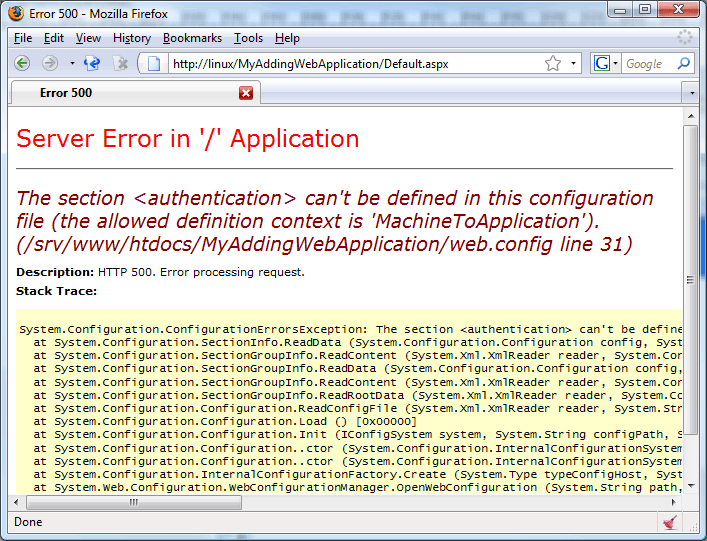 Error 500 - Mozilla Firefox
File Edit View History Bookmarks Tools Help
http://linux/MyAddingWebApplication/Default.aspx
G Google
Error 500
Server Error in '/' Application
The section <authentication> can't be defined in this configuration
file (the allowed definition context is 'MachineToApplication').
(/srv/www/htdocs/MyAddingWebApplication/web.config line 31)
Description: HTTP 500. Error processing request.
Stack Trace:
System.Configuration.ConfigurationErrorsException: The section <authentication> can't be define
at System.Configuration.SectionInfo.ReadData (System.Configuration.Configuration config, Syst
at System.Configuration.SectionGroupInfo.ReadContent (System.Xml.XmlReader reader, System.Con
at System.Configuration.SectionGroupInfo.ReadData (System.Configuration.Configuration config,
at System.Configuration.SectionGroupInfo.ReadContent (System.Xml.XmlReader reader, System.Con
at System.Configuration.SectionGroupInfo.ReadRootData (System.Xml.XmlReader reader, System.Co
at System.Configuration.Configuration.ReadConfigFile (System.Xml.XmlReader reader, System.Str
at System.Configuration.Configuration.Load () [0x00000]
at System.Configuration.Configuration.Init (IConfigSystem system, System.String configPath, S
at System.Configuration.Configuration..ctor (System.Configuration.InternalConfigurationSystem
at System.Configuration.Configuration..ctor (System.Configuration.InternalConfigurationSystem
at System.Configuration.InternalConfigurationFactory.Create (System.Type typeConfigHost, Syst
at System.Web.Configuration.WebConfigurationManager.OpenWebConfiguration (System.String path,
Done